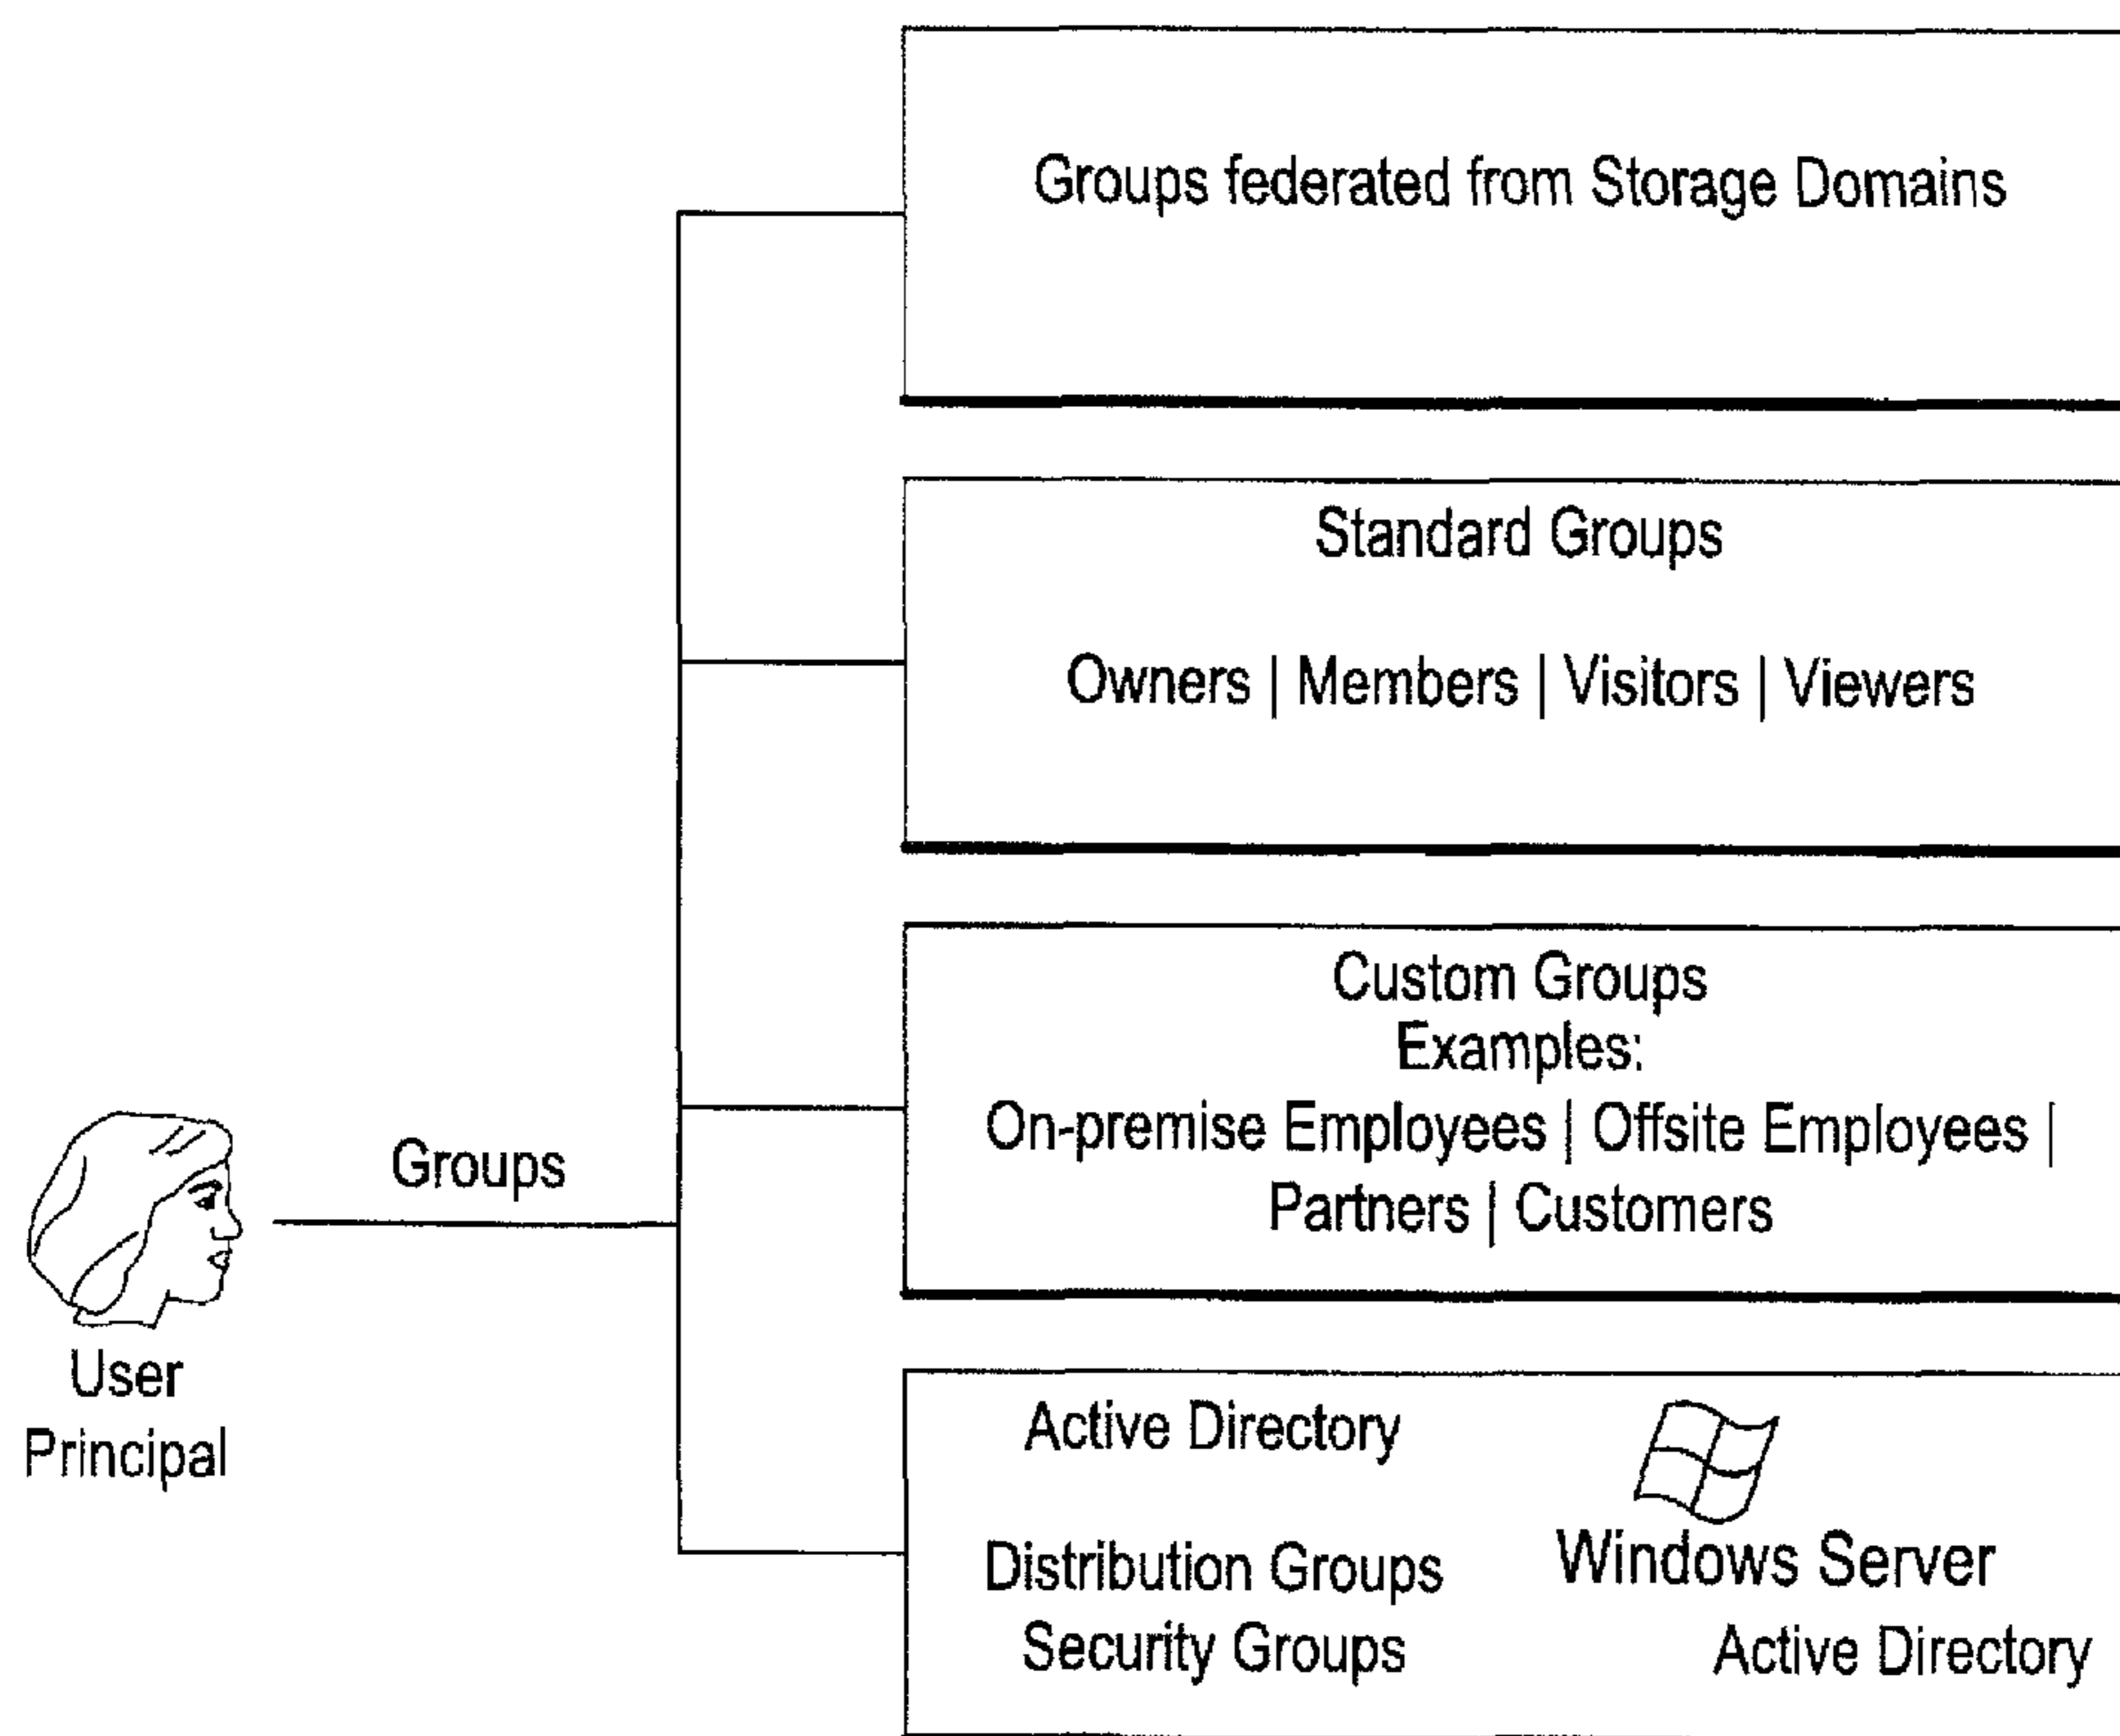 Groups federated from Storage Domains
Standard Groups
Owners | Members | Visitors | Viewers
Custom Groups
Examples:
On-premise Employees | Offsite Employees |
Partners | Customers
Groups
User
Principal
Active Directory
Distribution Groups
Security Groups
Windows Server
Active Directory